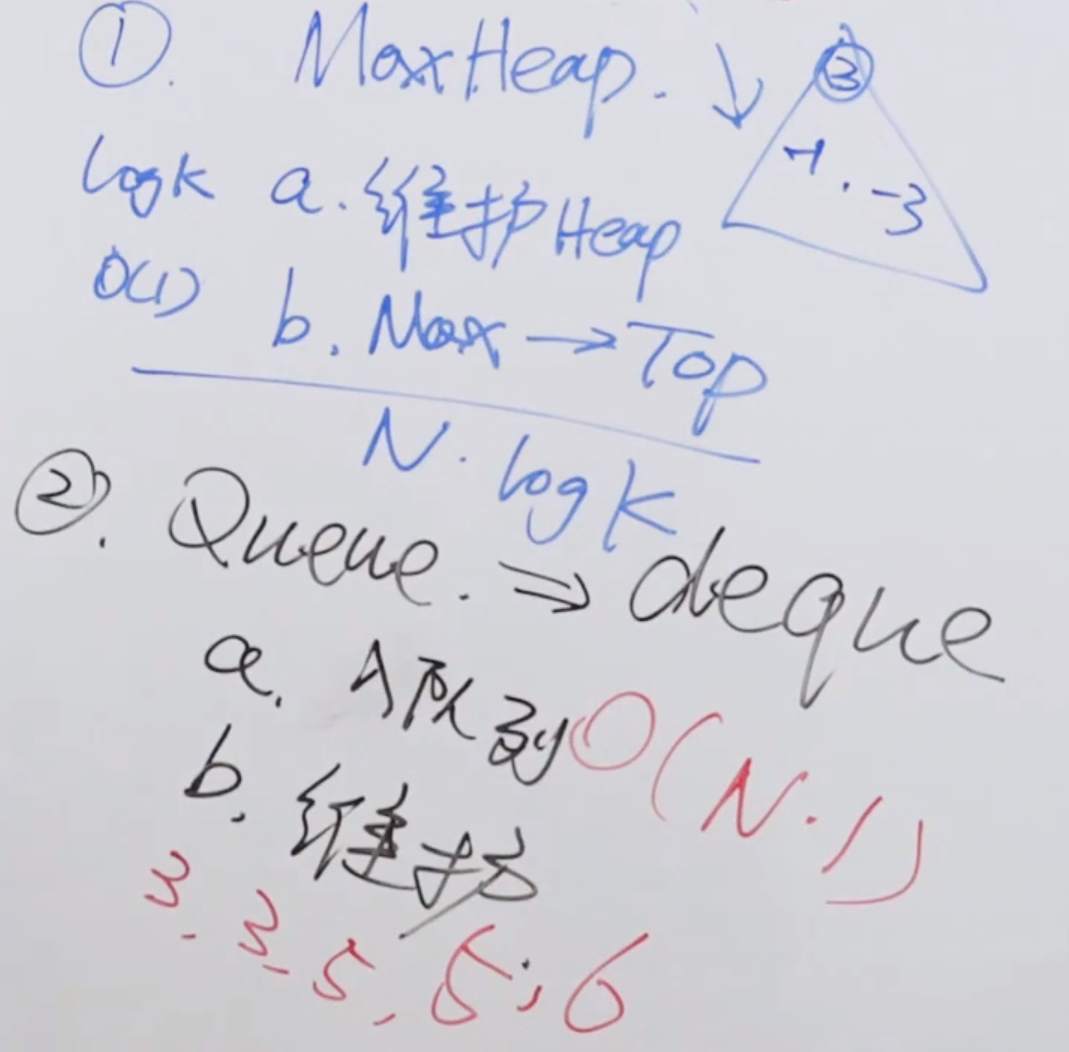 ①. MaxHeap. ↓ ③
-1. -3
logk a. 维护Heap
O(1) b. Max → Top
N. logk
②. Queue. ⇒ deque
a. 入队列 O(N.1)
b. 维护
3, 3, 5, 5, 6